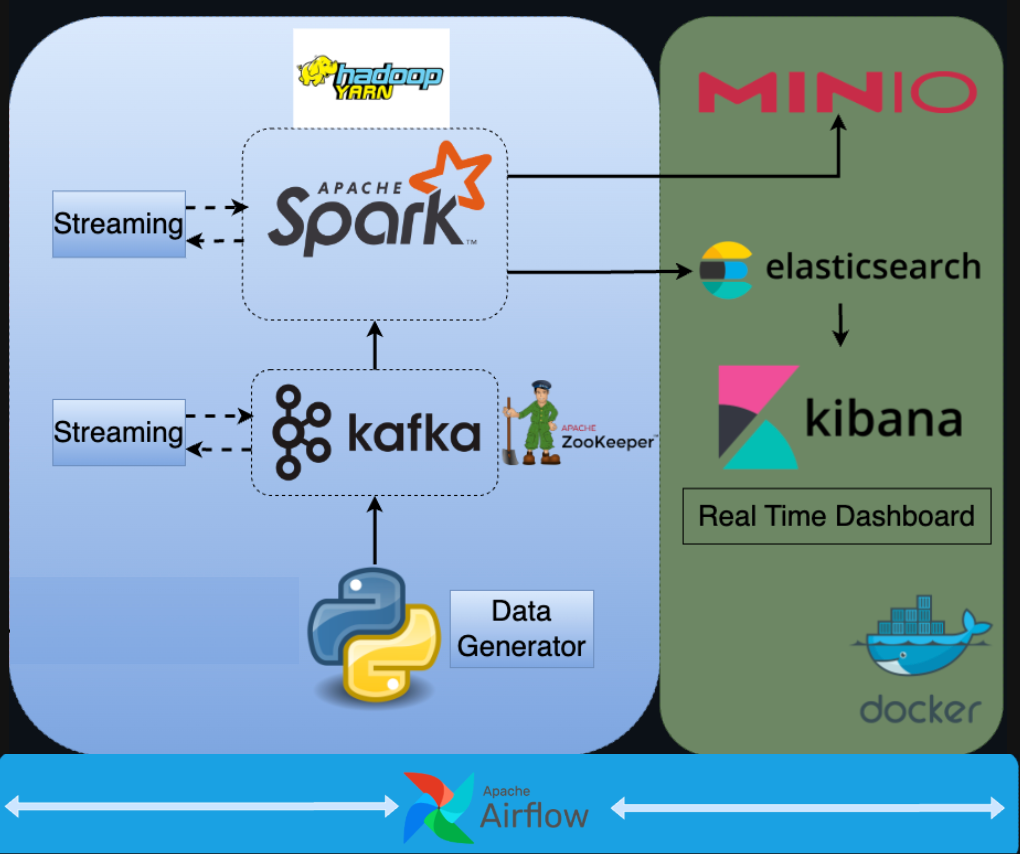 hadoop
YARN
APACHE
Spark™
Streaming
MINIO
elasticsearch
Streaming
kafka
APACHE
ZooKeeper™
kibana
Real Time Dashboard
Data
Generator
docker
Apache
Airflow